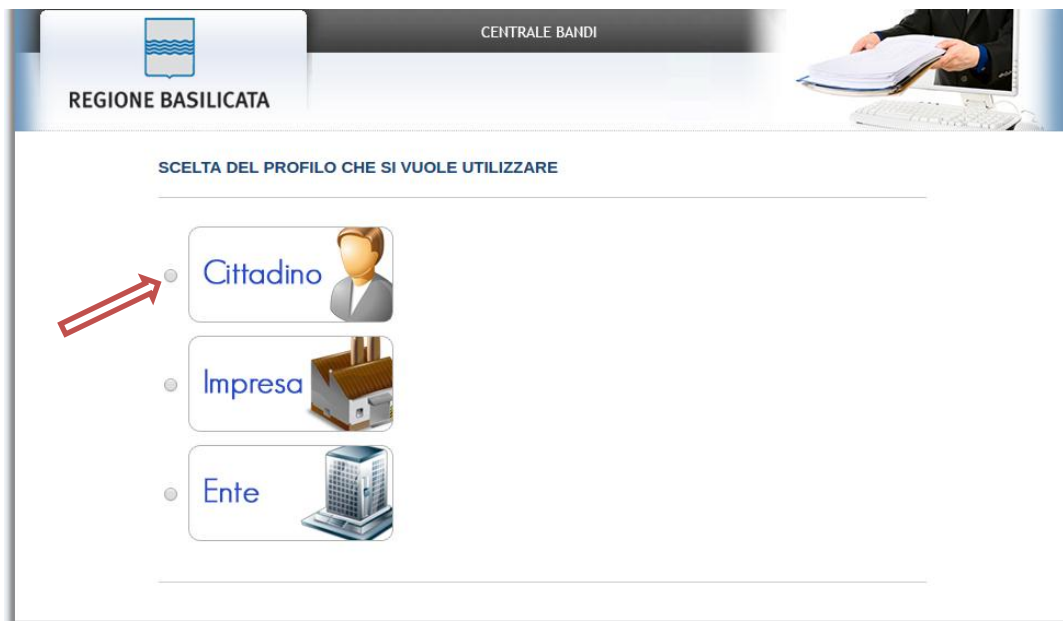 CENTRALE BANDI
REGIONE BASILICATA
SCELTA DEL PROFILO CHE SI VUOLE UTILIZZARE
Cittadino
Impresa
Ente